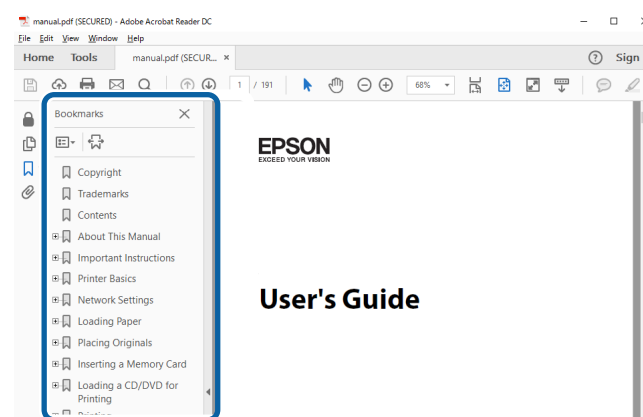 manual.pdf (SECURED) - Adobe Acrobat Reader DC
File Edit View Window Help
Home Tools manual.pdf (SECUR... ×
Sign
1 / 191
68%
Bookmarks
Copyright
Trademarks
Contents
About This Manual
Important Instructions
Printer Basics
Network Settings
Loading Paper
Placing Originals
Inserting a Memory Card
Loading a CD/DVD for
Printing
EPSON
EXCEED YOUR VISION
User's Guide